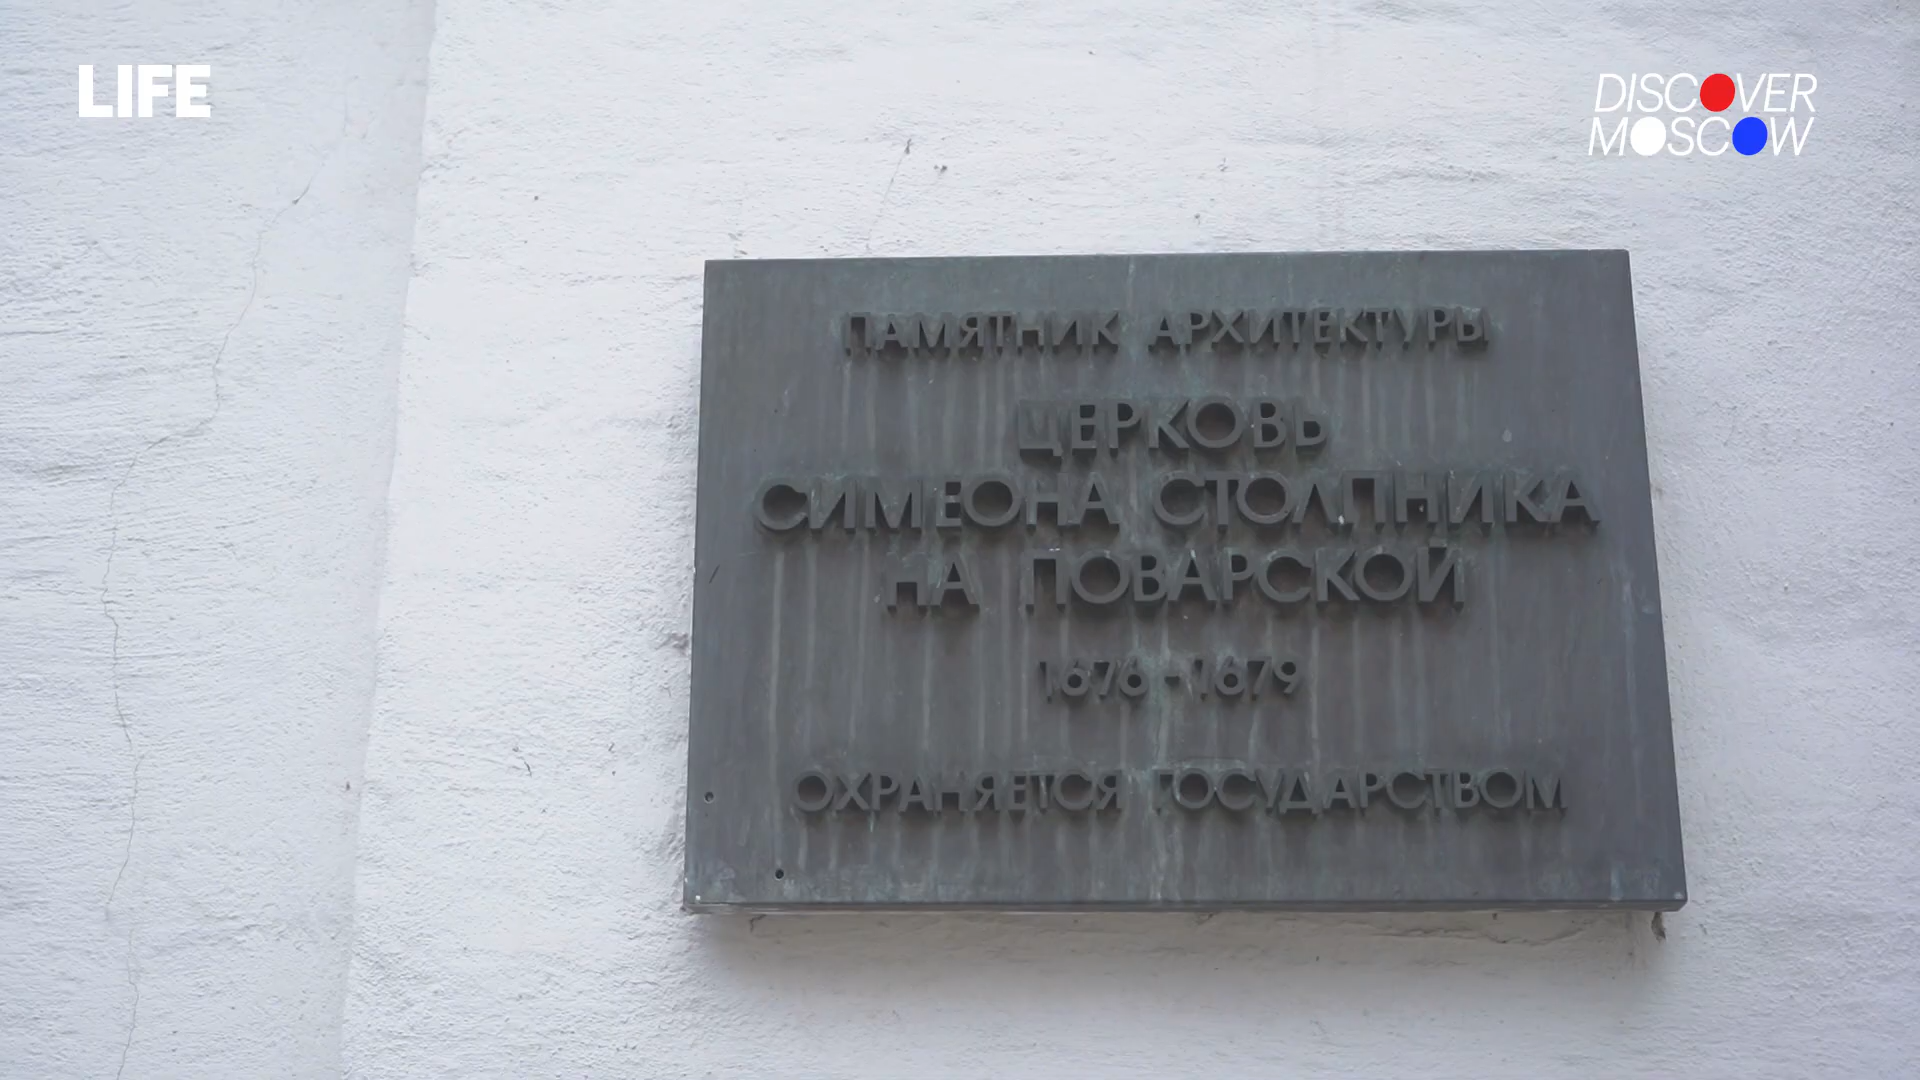 LIFE
DISCOVER
MOSCOW
ПАМЯТНИК АРХИТЕКТУРЫ
ЦЕРКОВЬ
СИМЕОНА СТОЛПНИКА
НА ПОВАРСКОЙ
1676-1679
ОХРАНЯЕТСЯ ГОСУДАРСТВОМ